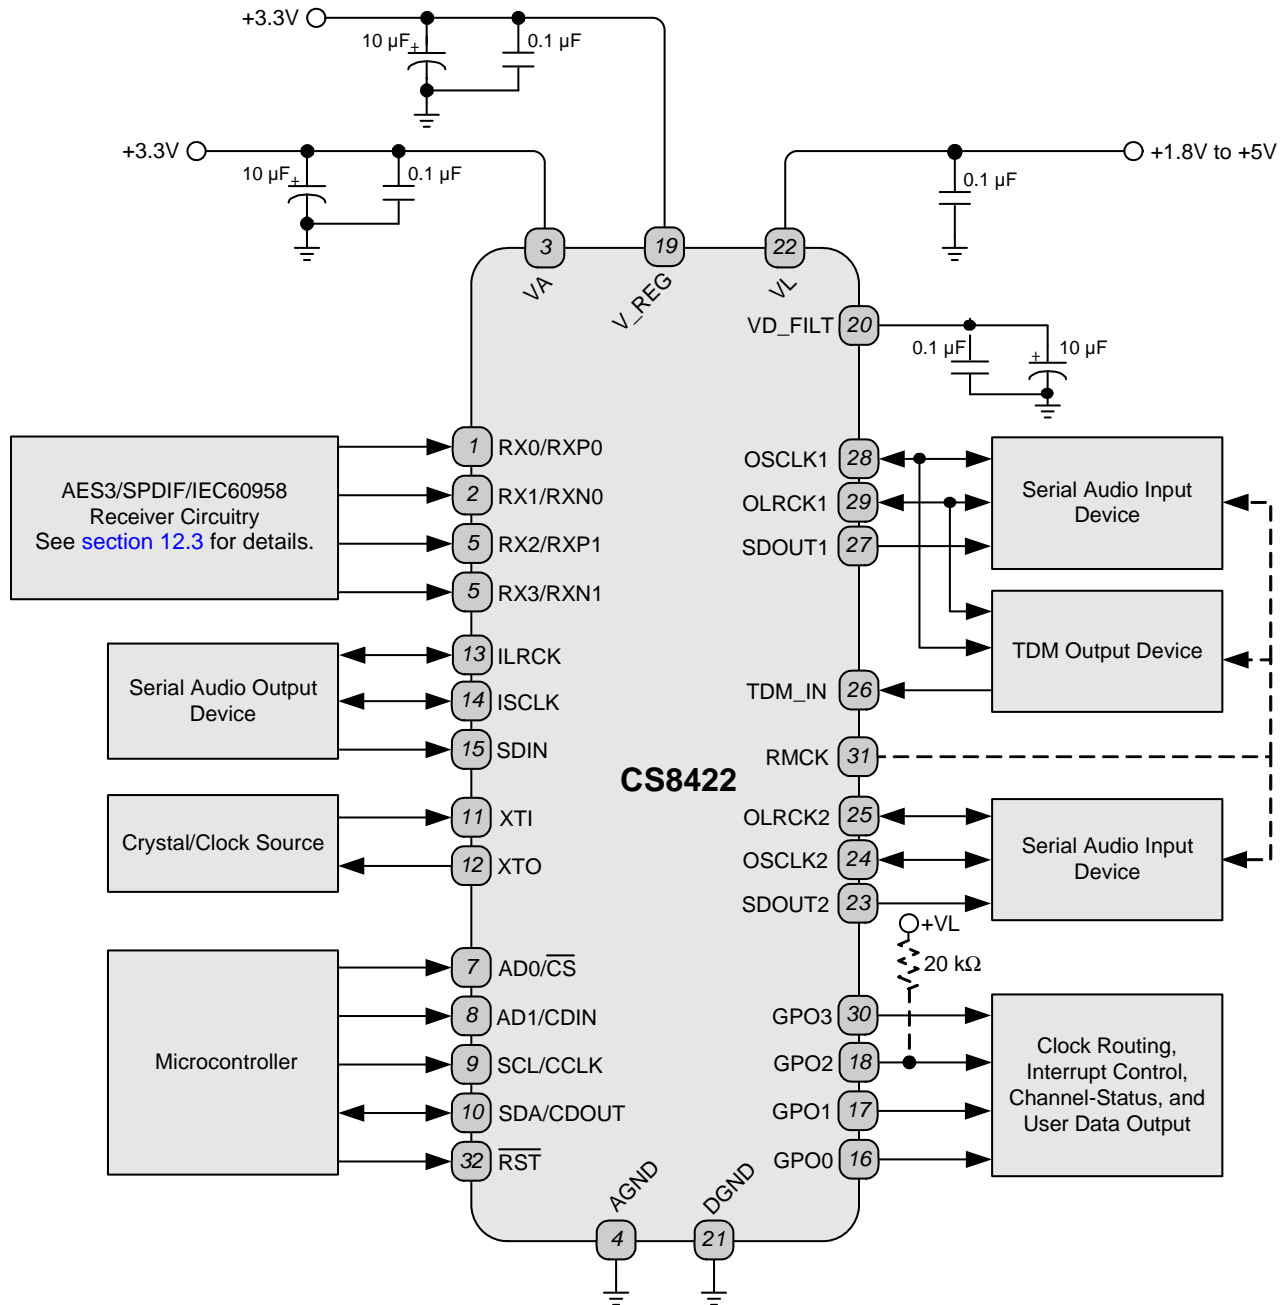 +3.3V
10 µF
+
0.1 µF
+3.3V
10 µF
+
0.1 µF
+1.8V to +5V
0.1 µF
3
19
22
VA
V_REG
VL
VD_FILT
20
0.1 µF
+
10 µF
AES3/SPDIF/IEC60958
Receiver Circuitry
See section 12.3 for details.
1
RX0/RXP0
2
RX1/RXN0
5
RX2/RXP1
5
RX3/RXN1
OSCLK1
28
OLRCK1
29
SDOUT1
27
Serial Audio Input
Device
Serial Audio Output
Device
13
ILRCK
14
ISCLK
15
SDIN
TDM_IN
26
TDM Output Device
RMCK
31
CS8422
Crystal/Clock Source
11
XTI
12
XTO
OLRCK2
25
OSCLK2
24
SDOUT2
23
Serial Audio Input
Device
+VL
20 kΩ
Microcontroller
7
AD0/C̅S̅
8
AD1/CDIN
9
SCL/CCLK
10
SDA/CDOUT
32
R̅S̅T̅
GPO3
30
GPO2
18
GPO1
17
GPO0
16
Clock Routing,
Interrupt Control,
Channel-Status, and
User Data Output
AGND
DGND
4
21